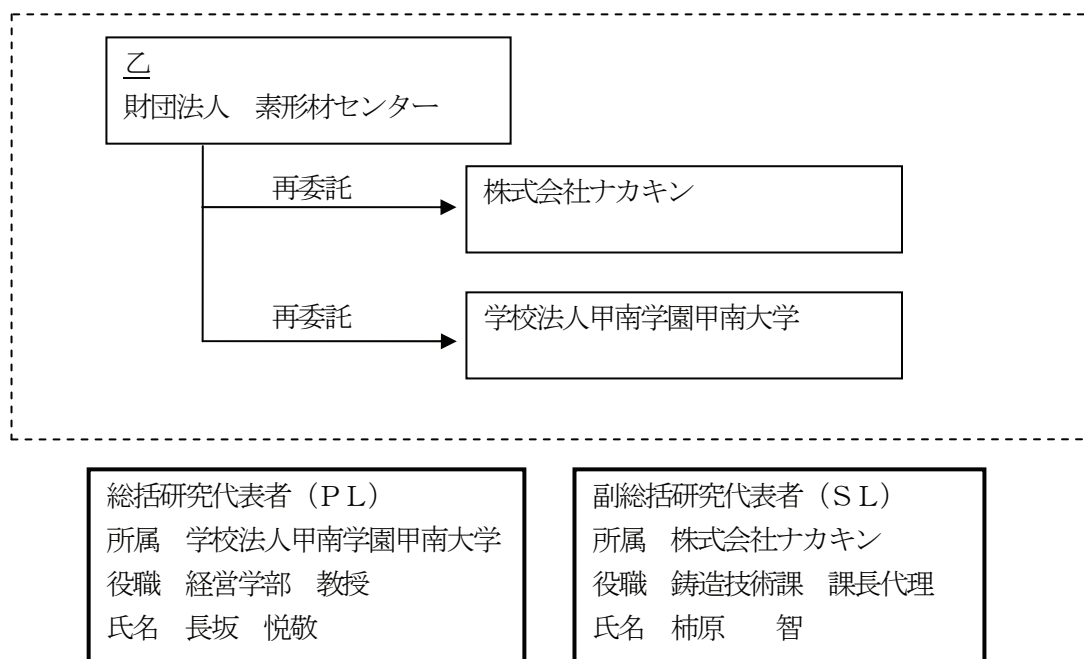 乙
財団法人　素形材センター
再委託
株式会社ナカキン
再委託
学校法人甲南学園甲南大学
総括研究代表者（ＰＬ）
所属　学校法人甲南学園甲南大学
役職　経営学部　教授
氏名　長坂　悦敬
副総括研究代表者（ＳＬ）
所属　株式会社ナカキン
役職　鋳造技術課　課長代理
氏名　柿原　　智